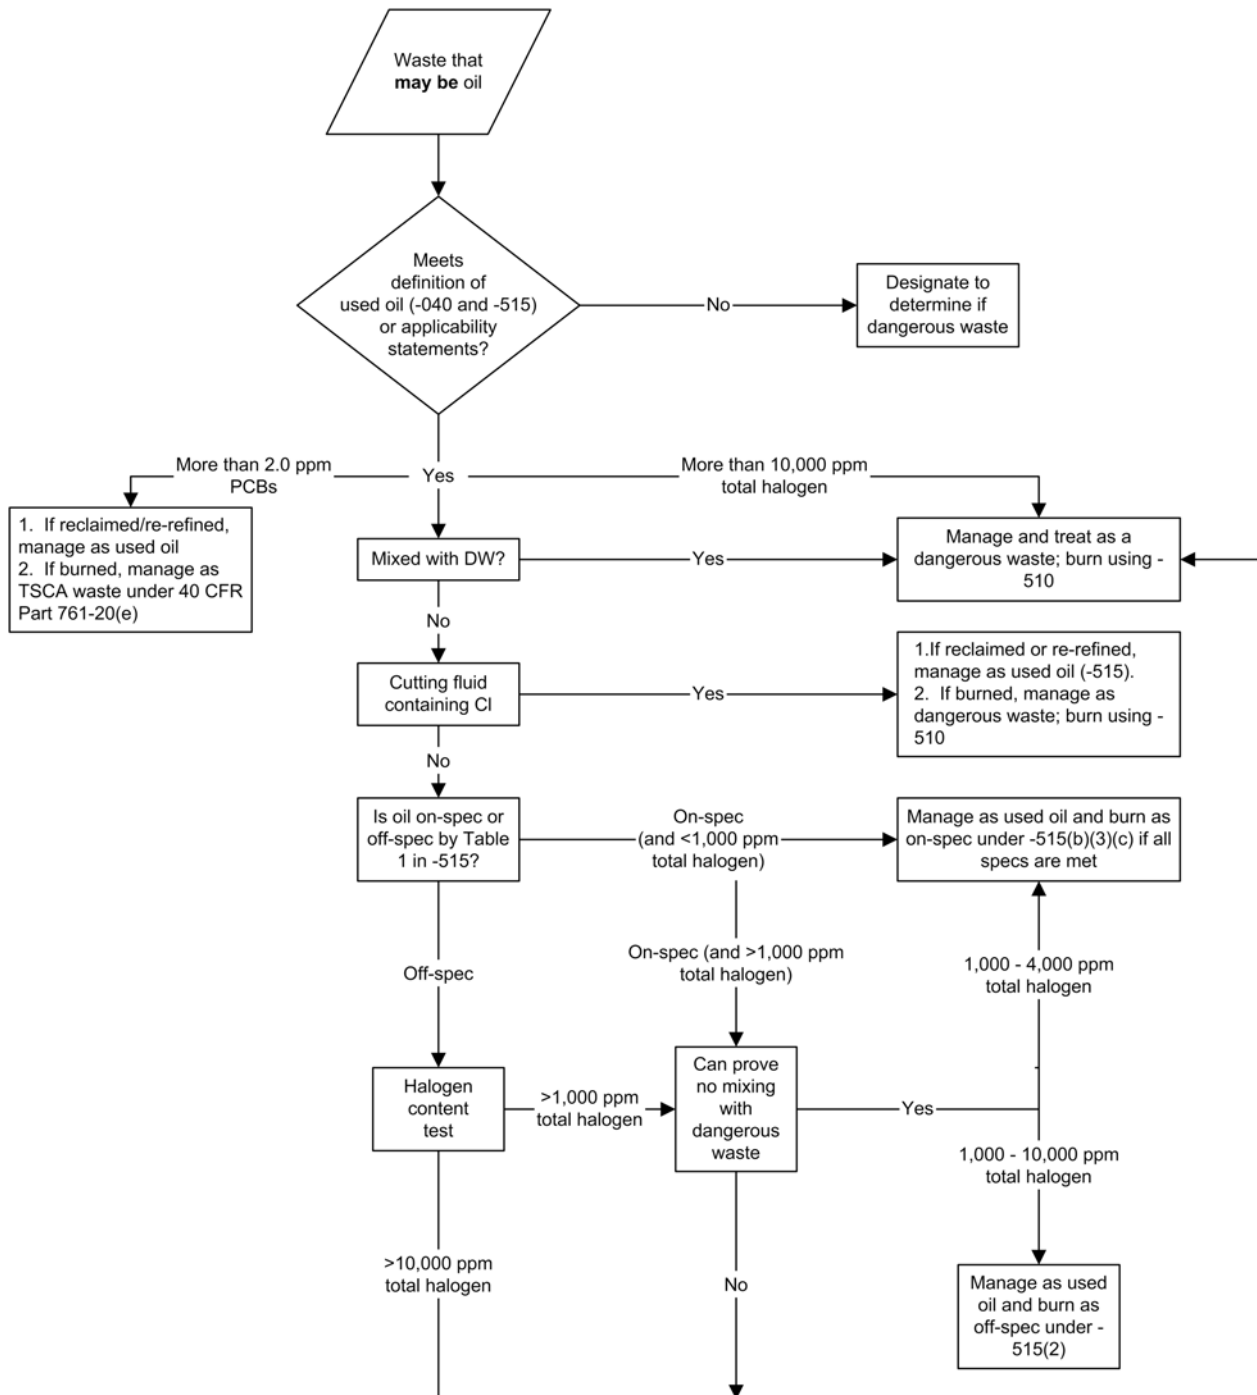 Waste that
may be oil
Meets
definition of
used oil (-040 and -515)
or applicability
statements?
No
Designate to
determine if
dangerous waste
More than 2.0 ppm
PCBs
Yes
More than 10,000 ppm
total halogen
1. If reclaimed/re-refined,
manage as used oil
2. If burned, manage as
TSCA waste under 40 CFR
Part 761-20(e)
Mixed with DW?
Yes
Manage and treat as a
dangerous waste; burn using -
510
No
Cutting fluid
containing Cl
Yes
1.If reclaimed or re-refined,
manage as used oil (-515).
2. If burned, manage as
dangerous waste; burn using -
510
No
Is oil on-spec or
off-spec by Table
1 in -515?
On-spec
(and <1,000 ppm
total halogen)
Manage as used oil and burn as
on-spec under -515(b)(3)(c) if all
specs are met
Off-spec
On-spec (and >1,000 ppm
total halogen)
1,000 - 4,000 ppm
total halogen
Halogen
content
test
>1,000 ppm
total halogen
Can prove
no mixing
with
dangerous
waste
Yes
1,000 - 10,000 ppm
total halogen
>10,000 ppm
total halogen
No
Manage as used
oil and burn as
off-spec under -
515(2)